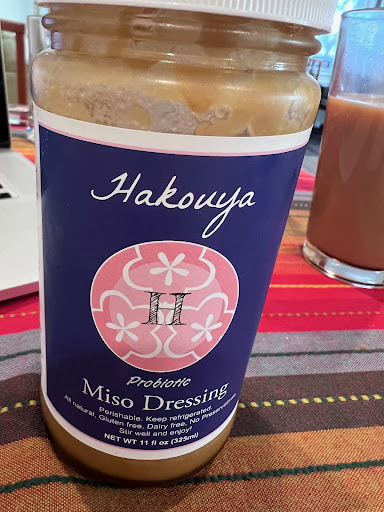 Hakouya
H
Probiotic
Miso Dressing
Perishable. Keep refrigerated.
All natural, Gluten free, Dairy free, No Preservatives
Stir well and enjoy!
NET WT 11 fl oz (325ml)